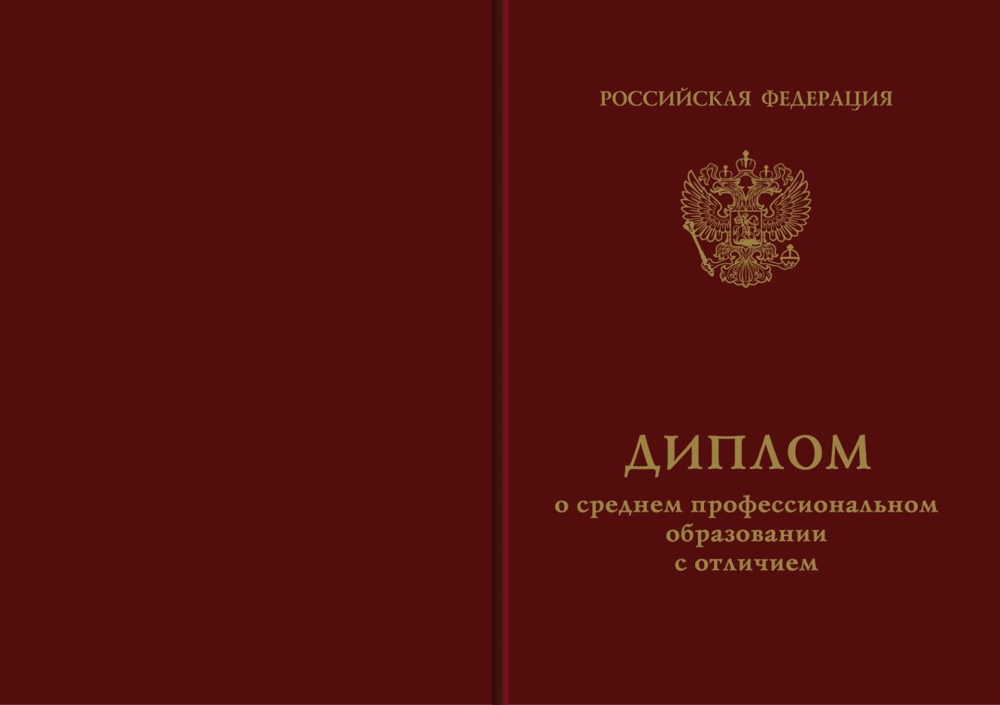 РОССИЙСКАЯ ФЕДЕРАЦИЯ
ДИПЛОМ
о среднем профессиональном
образовании
с отличием